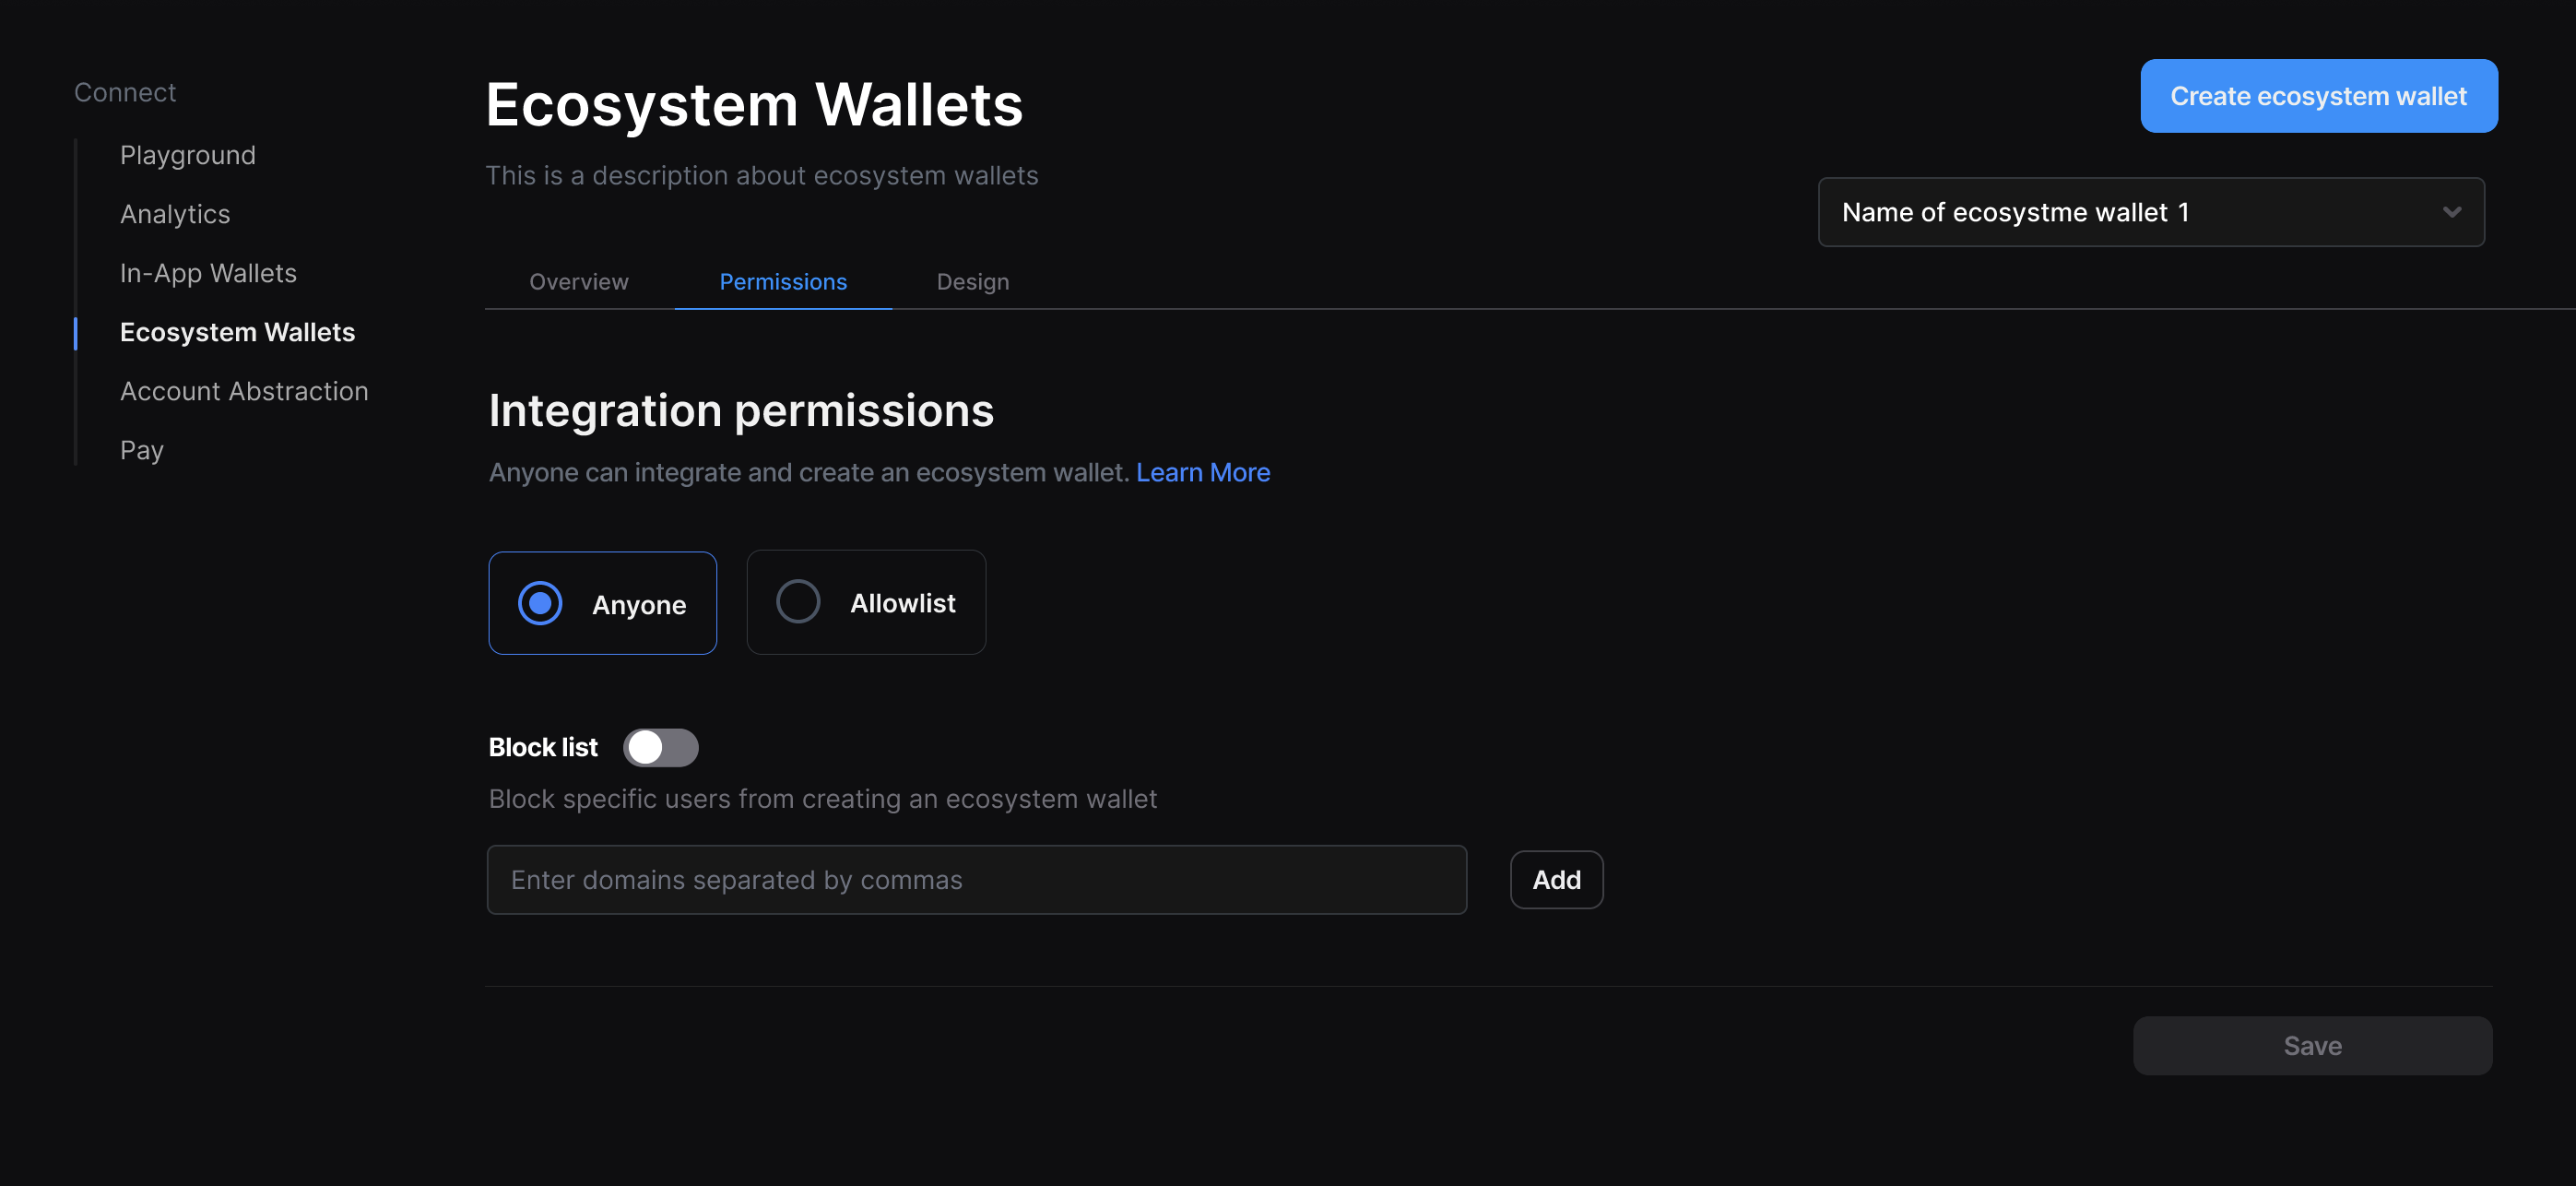 Connect
Playground
Analytics
In-App Wallets
Ecosystem Wallets
Account Abstraction
Pay
Ecosystem Wallets
This is a description about ecosystem wallets
Create ecosystem wallet
Name of ecosystme wallet 1
Overview
Permissions
Design
Integration permissions
Anyone can integrate and create an ecosystem wallet. Learn More
Anyone
Allowlist
Block list
Block specific users from creating an ecosystem wallet
Enter domains separated by commas
Add
Save